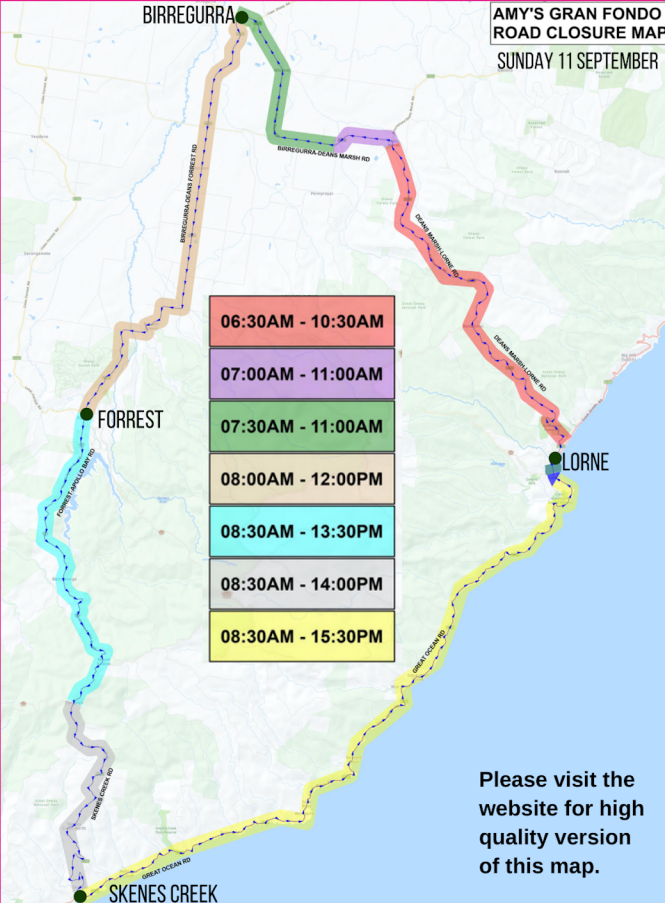 AMY'S GRAN FONDO
ROAD CLOSURE MAP
SUNDAY 11 SEPTEMBER
BIRREGURRA
BIRREGURRA-DEANS MARSH RD
BIRREGURRA-DEANS FORREST RD
DEANS MARSH-LORNE RD
DEANS MARSH-LORNE RD
06:30AM - 10:30AM
07:00AM - 11:00AM
07:30AM - 11:00AM
08:00AM - 12:00PM
08:30AM - 13:30PM
08:30AM - 14:00PM
08:30AM - 15:30PM
FORREST
LORNE
FORREST-APOLLO BAY RD
GREAT OCEAN RD
SKENES CREEK RD
GREAT OCEAN RD
SKENES CREEK
Please visit the
website for high
quality version
of this map.